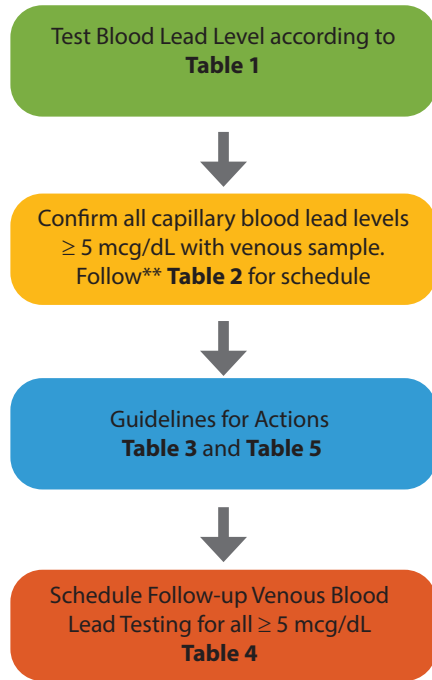 Test Blood Lead Level according to
Table 1
Confirm all capillary blood lead levels
≥ 5 mcg/dL with venous sample.
Follow** Table 2 for schedule
Guidelines for Actions
Table 3 and Table 5
Schedule Follow-up Venous Blood
Lead Testing for all ≥ 5 mcg/dL
Table 4